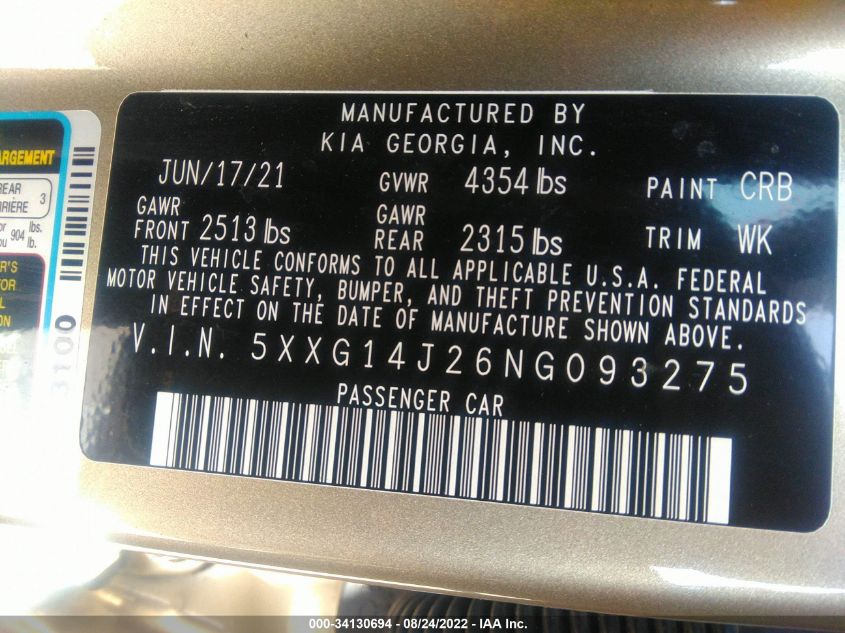 MANUFACTURED BY
KIA GEORGIA, INC.
JUN/17/21 GVWR 4354 lbs PAINT CRB
GAWR FRONT 2513 lbs GAWR REAR 2315 lbs TRIM WK
THIS VEHICLE CONFORMS TO ALL APPLICABLE U.S.A. FEDERAL
MOTOR VEHICLE SAFETY, BUMPER, AND THEFT PREVENTION STANDARDS
IN EFFECT ON THE DATE OF MANUFACTURE SHOWN ABOVE.
V.I.N. 5XXG14J26NG093275
PASSENGER CAR
ARGEMENT
REAR 3
904 lbs.
lb.
3100
000-34130694 - 08/24/2022 - IAA Inc.